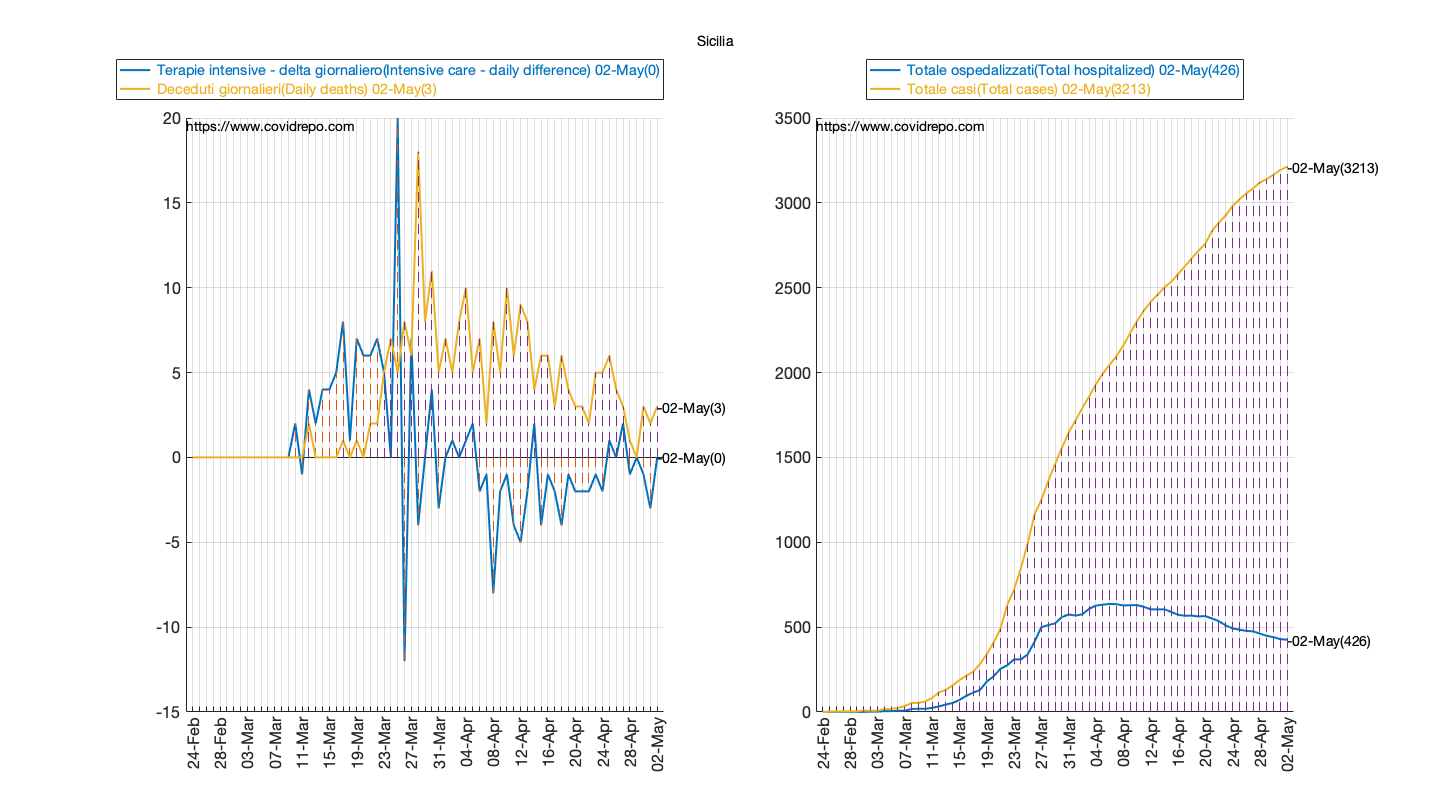 Sicilia
Terapie intensive - delta giornaliero(Intensive care - daily difference) 02-May(0)
Deceduti giornalieri(Daily deaths) 02-May(3)
https://www.covidrepo.com
20
15
10
5
0
-5
-10
-15
02-May(3)
02-May(0)
24-Feb
28-Feb
03-Mar
07-Mar
11-Mar
15-Mar
19-Mar
23-Mar
27-Mar
31-Mar
04-Apr
08-Apr
12-Apr
16-Apr
20-Apr
24-Apr
28-Apr
02-May
Totale ospedalizzati(Total hospitalized) 02-May(426)
Totale casi(Total cases) 02-May(3213)
https://www.covidrepo.com
3500
3000
2500
2000
1500
1000
500
0
02-May(3213)
02-May(426)
24-Feb
28-Feb
03-Mar
07-Mar
11-Mar
15-Mar
19-Mar
23-Mar
27-Mar
31-Mar
04-Apr
08-Apr
12-Apr
16-Apr
20-Apr
24-Apr
28-Apr
02-May